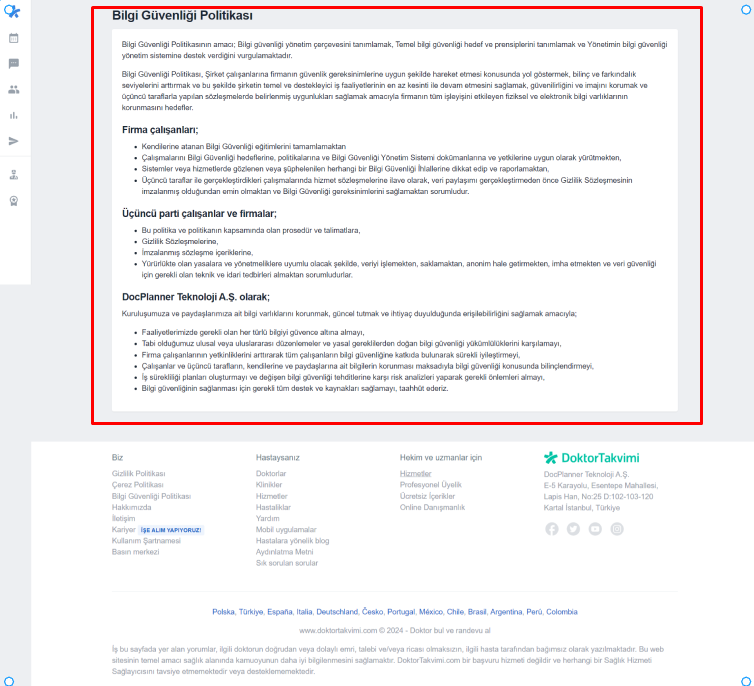 Bilgi Güvenliği Politikası
Bilgi Güvenliği Politikasının amacı; Bilgi güvenliği yönetim çerçevesini tanımlamak, Temel bilgi güvenliği hedef ve prensiplerini tanımlamak ve Yönetimin bilgi güvenliği
yönetim sistemine destek verdiğini vurgulamaktadır.
Bilgi Güvenliği Politikası, Şirket çalışanlarına firmanın güvenlik gereksinimlerine uygun şekilde hareket etmesi konusunda yol göstermek, bilinç ve farkındalık
seviyelerini arttırmak ve bu şekilde şirketin temel ve destekleyici iş faaliyetlerinin en az kesinti ile devam etmesini sağlamak, güvenilirliğini ve imajını korumak ve
üçüncü taraflarla yapılan sözleşmelerde belirlenmiş uygunlukları sağlamak amacıyla firmanın tüm işleyişini etkileyen fiziksel ve elektronik bilgi varlıklarının
korunmasını hedefler.
Firma çalışanları;
• Kendilerine atanan Bilgi Güvenliği eğitimlerini tamamlamaktan
• Çalışmalarını Bilgi Güvenliği hedeflerine, politikalarına ve Bilgi Güvenliği Yönetim Sistemi dokümanlarına ve yetkilerine uygun olarak yürütmekten,
• Sistemler veya hizmetlerde gözlenen veya şüphelenilen herhangi bir Bilgi Güvenliği İhlallerine dikkat edip ve raporlamaktan,
• Üçüncü taraflar ile gerçekleştirdikleri çalışmalarında hizmet sözleşmelerine ilave olarak, veri paylaşımı gerçekleştirmeden önce Gizlilik Sözleşmesinin
imzalanmış olduğundan emin olmaktan ve Bilgi Güvenliği gereksinimlerini sağlamaktan sorumludur.
Üçüncü parti çalışanlar ve firmalar;
• Bu politika ve politikanın kapsamında olan prosedür ve talimatlara,
• Gizlilik Sözleşmelerine,
• İmzalanmış sözleşme içeriklerine,
• Yürürlükte olan yasalara ve yönetmeliklere uyumlu olacak şekilde, veriyi işlemekten, saklamaktan, anonim hale getirmekten, imha etmekten ve veri güvenliği
için gerekli olan teknik ve idari tedbirleri almaktan sorumludurlar.
DocPlanner Teknoloji A.Ş. olarak;
Kuruluşumuza ve paydaşlarımıza ait bilgi varlıklarını korunmak, güncel tutmak ve ihtiyaç duyulduğunda erişilebilirliğini sağlamak amacıyla;
• Faaliyetlerimizde gerekli olan her türlü bilgiyi güvence altına almayı,
• Tabi olduğumuz ulusal veya uluslararası düzenlemeler ve yasal gereklilerden doğan bilgi güvenliği yükümlülüklerini karşılamayı,
• Firma çalışanlarının yetkinliklerini arttırarak tüm çalışanların bilgi güvenliğine katkıda bulunarak sürekli iyileştirmeyi,
• Çalışanlar ve üçüncü tarafların, kendilerine ve paydaşlarına ait bilgilerin korunması maksadıyla bilgi güvenliği konusunda bilinçlendirmeyi,
• İş sürekliliği planları oluşturmayı ve değişen bilgi güvenliği tehditlerine karşı risk analizleri yaparak gerekli önlemleri almayı,
• Bilgi güvenliğinin sağlanması için gerekli tüm destek ve kaynakları sağlamayı, taahhüt ederiz.
Biz
Gizlilik Politikası
Çerez Politikası
Bilgi Güvenliği Politikası
Hakkımızda
İletişim
Kariyer İŞE ALIM YAPIYORUZ!
Kullanım Şartnamesi
Basın merkezi
Hastaysanız
Doktorlar
Klinikler
Hizmetler
Hastalıklar
Yardım
Mobil uygulamalar
Hastalara yönelik blog
Aydınlatma Metni
Sık sorulan sorular
Hekim ve uzmanlar için
Hizmetler
Profesyonel Üyelik
Ücretsiz İçerikler
Online Danışmanlık
DoktorTakvimi
DocPlanner Teknoloji A.Ş.
E-5 Karayolu, Esentepe Mahallesi,
Lapis Han, No:25 D:102-103-120
Kartal İstanbul, Türkiye
Polska, Türkiye, España, Italia, Deutschland, Česko, Portugal, México, Chile, Brasil, Argentina, Perú, Colombia
www.doktortakvimi.com © 2024 - Doktor bul ve randevu al
İş bu sayfada yer alan yorumlar, ilgili doktorun doğrudan veya dolaylı emri, talebi ve/veya ricası olmaksızın, ilgili hasta tarafından bağımsız olarak yazılmaktadır. Bu web
sitesinin temel amacı sağlık alanında kamuoyunun daha iyi bilgilenmesini sağlamaktır. DoktorTakvimi.com bir başvuru hizmeti değildir ve herhangi bir Sağlık Hizmeti
Sağlayıcısını tavsiye etmemektedir veya desteklememektedir.